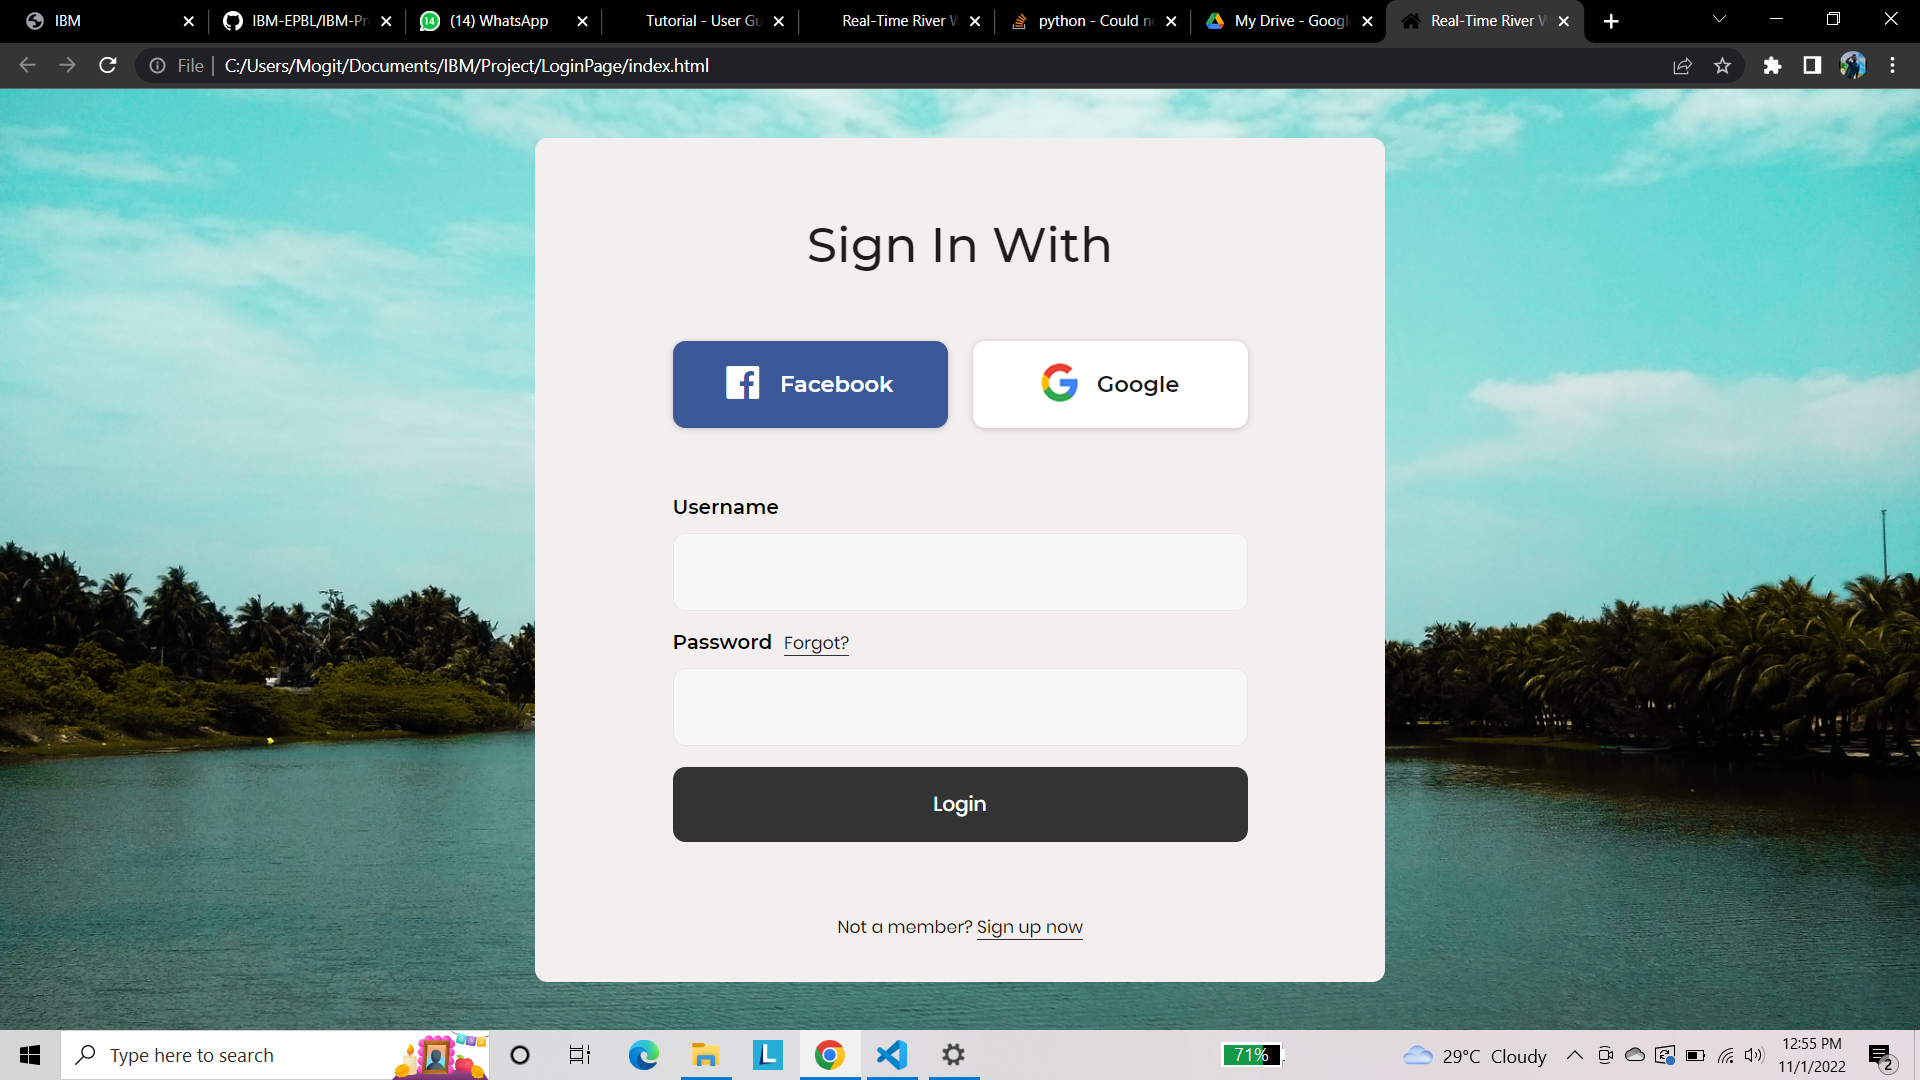 IBM
IBM-EPBL/IBM-Pr
(14) WhatsApp
Tutorial - User Gu
Real-Time River W
python - Could no
My Drive - Google
Real-Time River W
File
C:/Users/Mogit/Documents/IBM/Project/LoginPage/index.html
Sign In With
Facebook
Google
Username
Password Forgot?
Login
Not a member? Sign up now
Type here to search
71%
29°C Cloudy
12:55 PM
11/1/2022
2